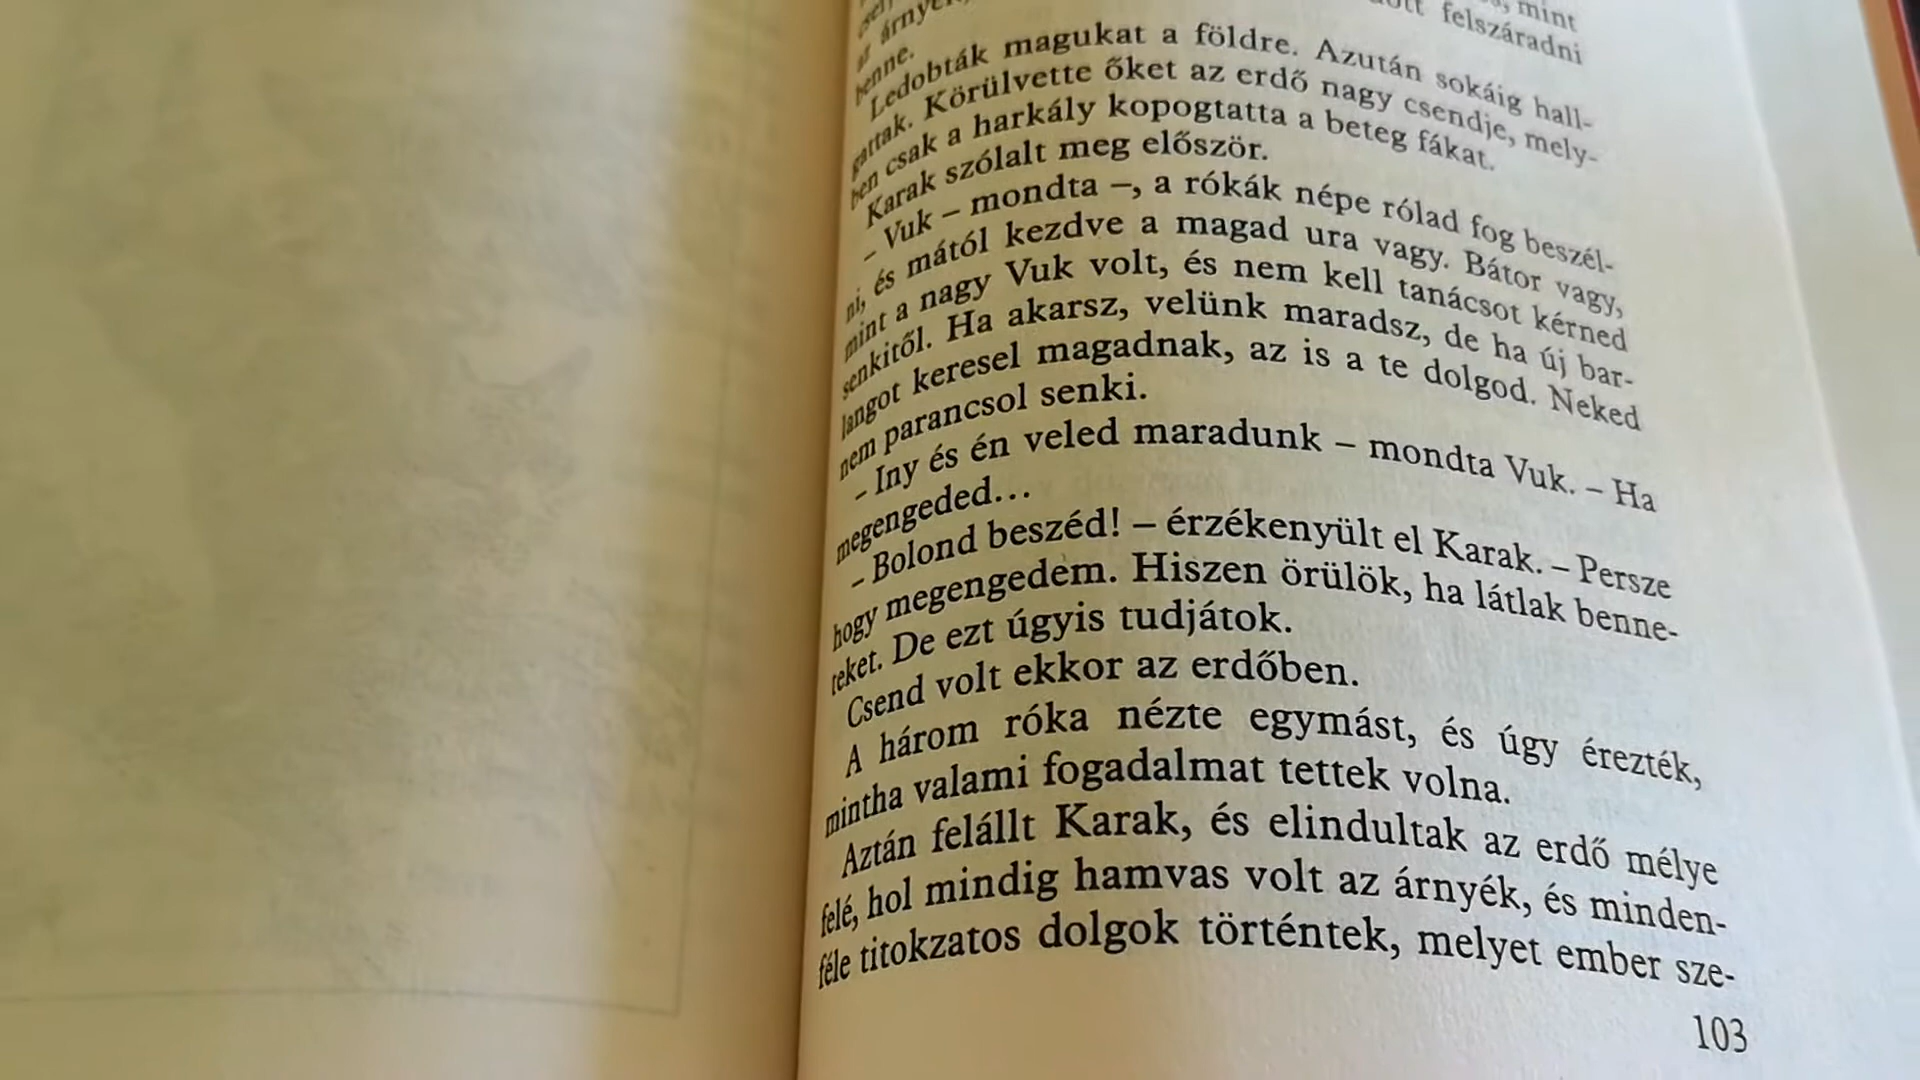 mint
felszáradni
benne.
Ledobták magukat a földre. Azután sokáig hall-
gattak. Körülvette őket az erdő nagy csendje, mely-
ben csak a harkály kopogtatta a beteg fákat.
Karak szólalt meg először.
– Vuk – mondta –, a rókák népe rólad fog beszél-
ni, és mától kezdve a magad ura vagy. Bátor vagy,
mint a nagy Vuk volt, és nem kell tanácsot kérned
senkitől. Ha akarsz, velünk maradsz, de ha új bar-
langot keresel magadnak, az is a te dolgod. Neked
nem parancsol senki.
– Iny és én veled maradunk – mondta Vuk. – Ha
megengeded...
– Bolond beszéd! – érzékenyült el Karak. – Persze
hogy megengedem. Hiszen örülök, ha látlak benne-
teket. De ezt úgyis tudjátok.
Csend volt ekkor az erdőben.
A három róka nézte egymást, és úgy érezték,
mintha valami fogadalmat tettek volna.
Aztán felállt Karak, és elindultak az erdő mélye
felé, hol mindig hamvas volt az árnyék, és minden-
féle titokzatos dolgok történtek, melyet ember sze-
103